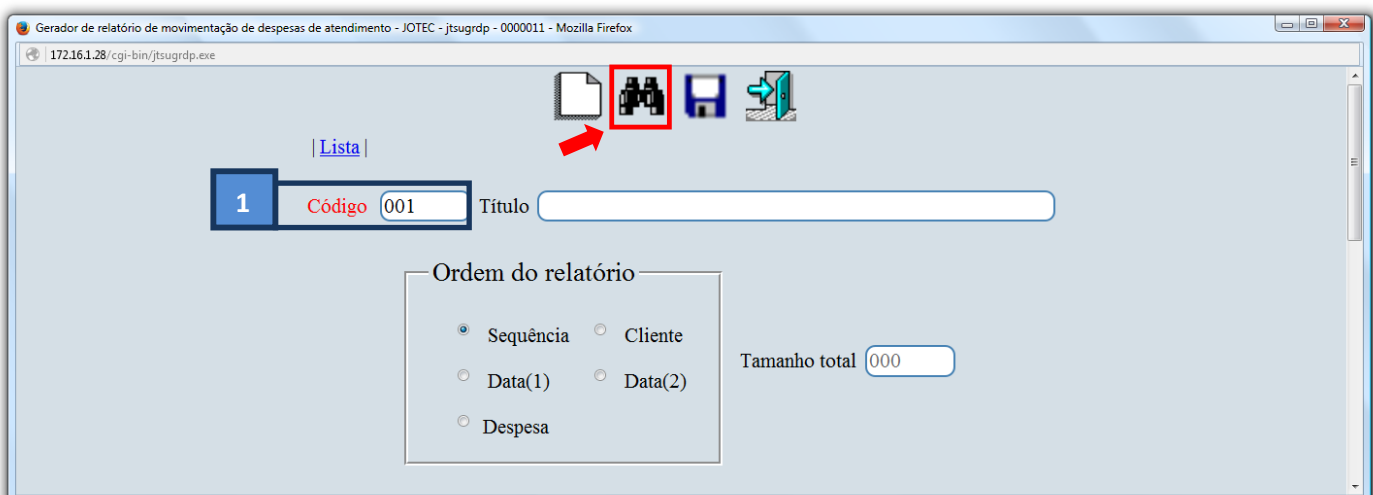 Gerador de relatório de movimentação de despesas de atendimento - JOTEC - jtsugrdp - 0000011 - Mozilla Firefox
172.16.1.28/cgi-bin/jtsugrdp.exe
| Lista |
1 Código 001 Título
Ordem do relatório
Sequência Cliente
Tamanho total 000
Data(1) Data(2)
Despesa